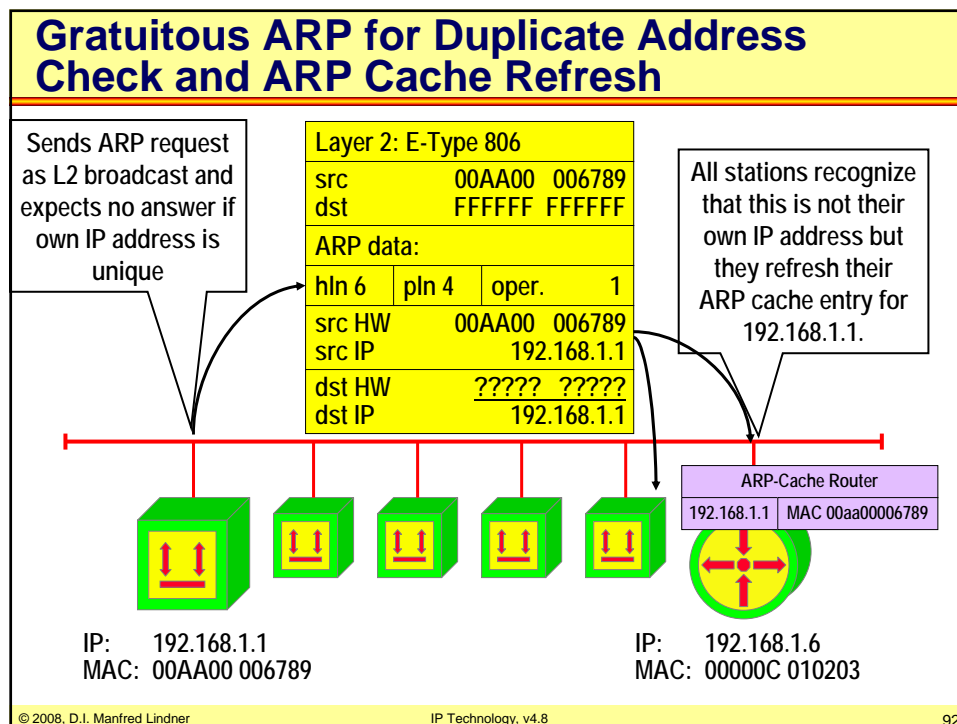 Gratuitous ARP for Duplicate Address
Check and ARP Cache Refresh
Sends ARP request
as L2 broadcast and
expects no answer if
own IP address is
unique
Layer 2: E-Type 806
src 00AA00 006789
dst FFFFFF FFFFFF
ARP data:
hln 6 pln 4 oper. 1
src HW 00AA00 006789
src IP 192.168.1.1
dst HW ????? ?????
dst IP 192.168.1.1
All stations recognize
that this is not their
own IP address but
they refresh their
ARP cache entry for
192.168.1.1.
ARP-Cache Router
192.168.1.1 MAC 00aa00006789
IP: 192.168.1.1
MAC: 00AA00 006789
IP: 192.168.1.6
MAC: 00000C 010203
© 2008, D.I. Manfred Lindner
IP Technology, v4.8
92